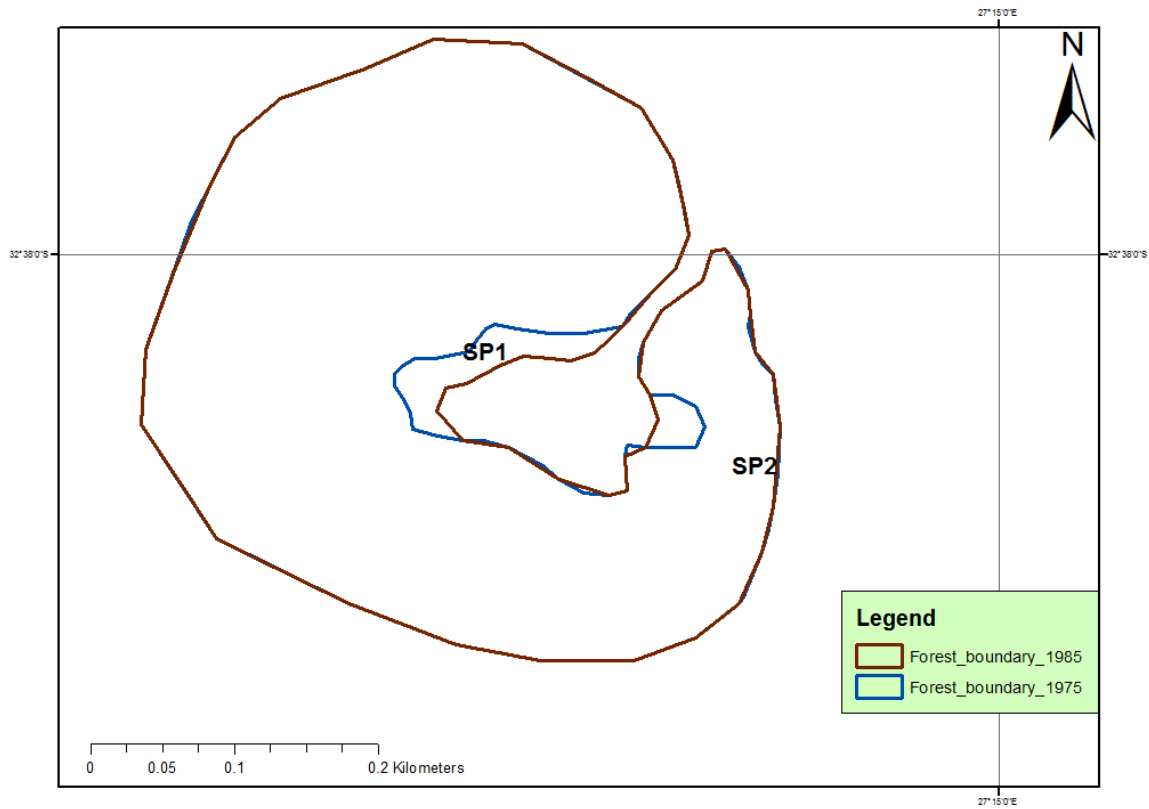 27°15'0"E
N
32°38'0"S
32°38'0"S
SP1
SP2
Legend
Forest_boundary_1985
Forest_boundary_1975
0 0.05 0.1 0.2 Kilometers
27°15'0"E